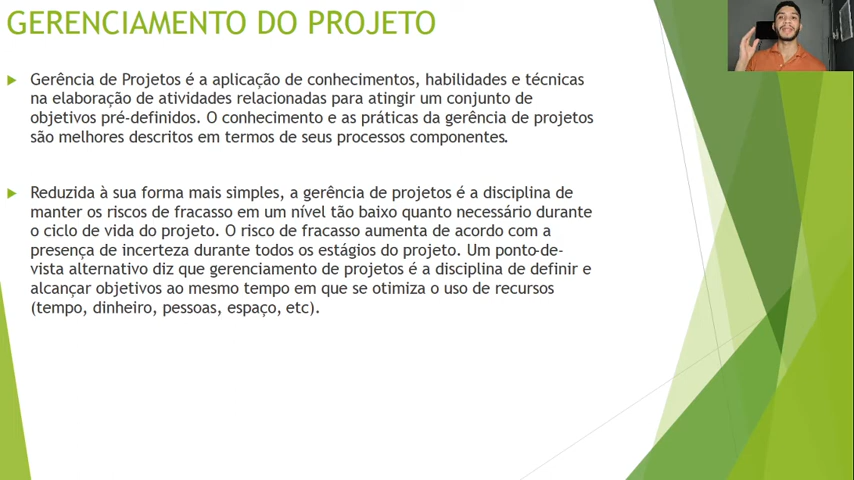 GERENCIAMENTO DO PROJETO
Gerência de Projetos é a aplicação de conhecimentos, habilidades e técnicas
na elaboração de atividades relacionadas para atingir um conjunto de
objetivos pré-definidos. O conhecimento e as práticas da gerência de projetos
são melhores descritos em termos de seus processos componentes.
Reduzida à sua forma mais simples, a gerência de projetos é a disciplina de
manter os riscos de fracasso em um nível tão baixo quanto necessário durante
o ciclo de vida do projeto. O risco de fracasso aumenta de acordo com a
presença de incerteza durante todos os estágios do projeto. Um ponto-de-
vista alternativo diz que gerenciamento de projetos é a disciplina de definir e
alcançar objetivos ao mesmo tempo em que se otimiza o uso de recursos
(tempo, dinheiro, pessoas, espaço, etc).